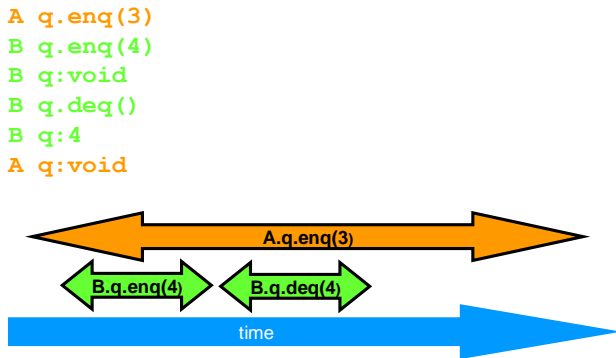 A q.enq(3)
B q.enq(4)
B q:void
B q.deq()
B q:4
A q:void
A.q.enq(3)
B.q.enq(4) B.q.deq(4)
time